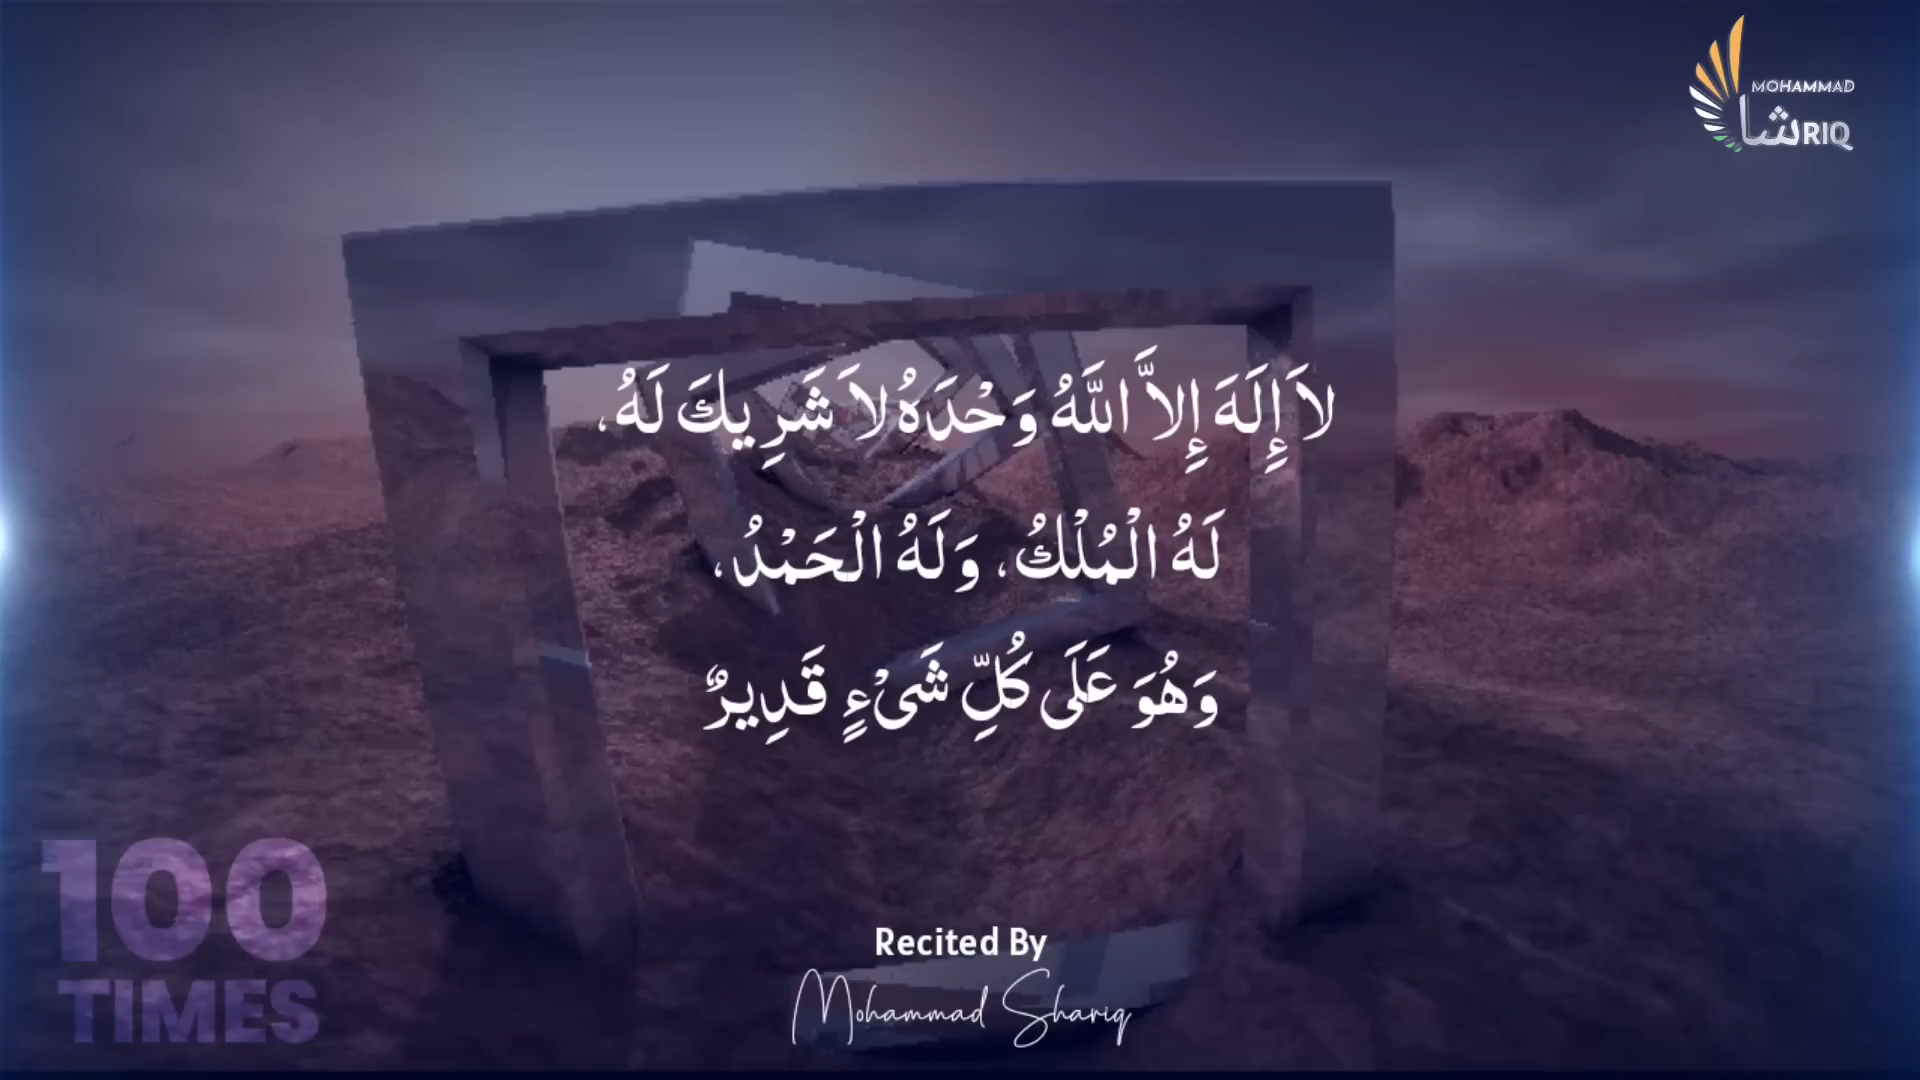 MOHAMMAD
شاRIQ
لاَ إِلَهَ إِلاَّ اللَّهُ وَحْدَهُ لاَ شَرِيكَ لَهُ،
لَهُ الْمُلْكُ، وَلَهُ الْحَمْدُ،
وَهُوَ عَلَى كُلِّ شَىْءٍ قَدِيرٌ
100
TIMES
Recited By
Mohammad Shariq